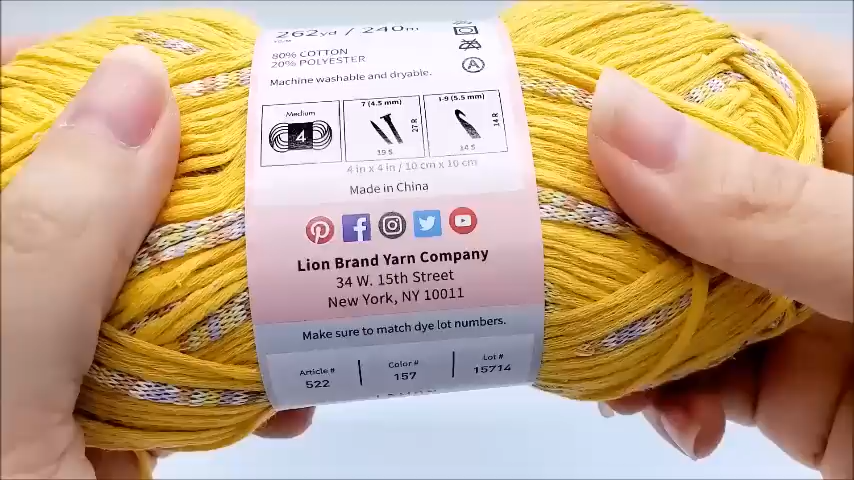 262yd / 240m
80% COTTON
20% POLYESTER
Machine washable and dryable.
A
Medium
4
7 (4.5 mm)
27 R
19 S
I-9 (5.5 mm)
14 R
14 S
4 in x 4 in / 10 cm x 10 cm
Made in China
Lion Brand Yarn Company
34 W. 15th Street
New York, NY 10011
Make sure to match dye lot numbers.
Article #
522
Color #
157
Lot #
15714